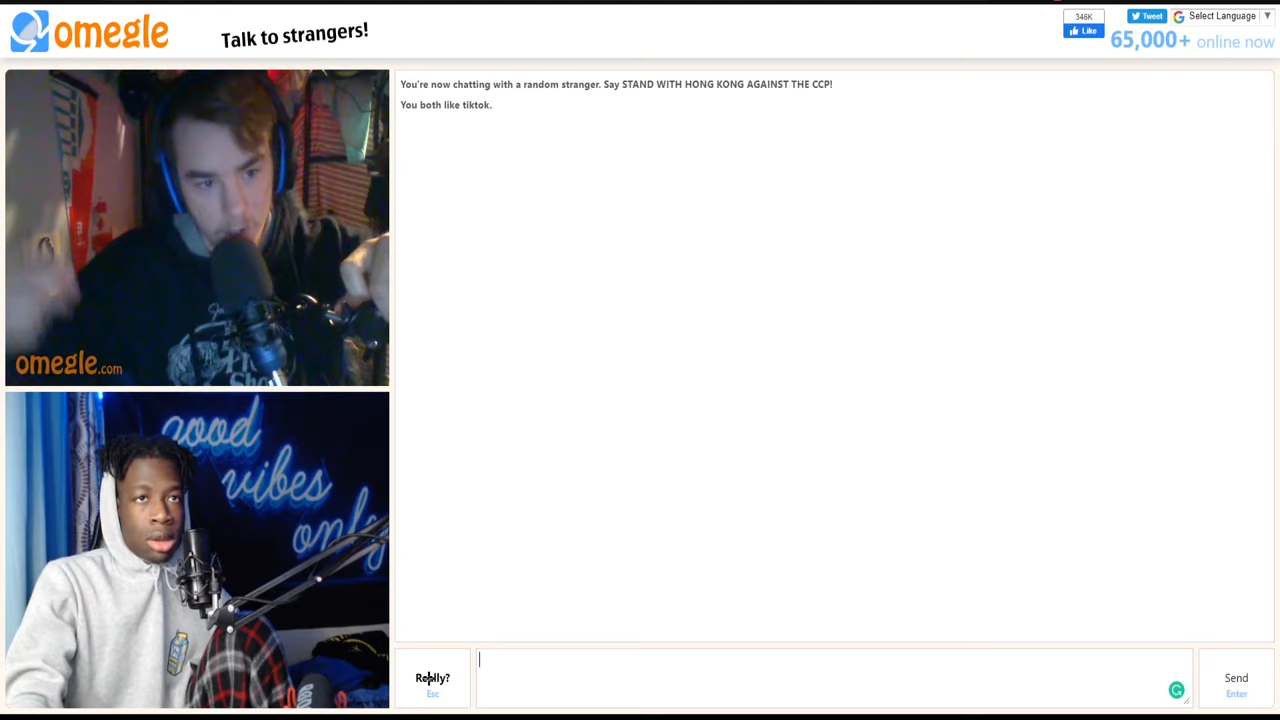 omegle
Talk to strangers!
346K
Like
Tweet
Select Language ▼
65,000+ online now
You're now chatting with a random stranger. Say STAND WITH HONG KONG AGAINST THE CCP!
You both like tiktok.
omegle.com
good
vibes
only
Really?
Esc
Send
Enter